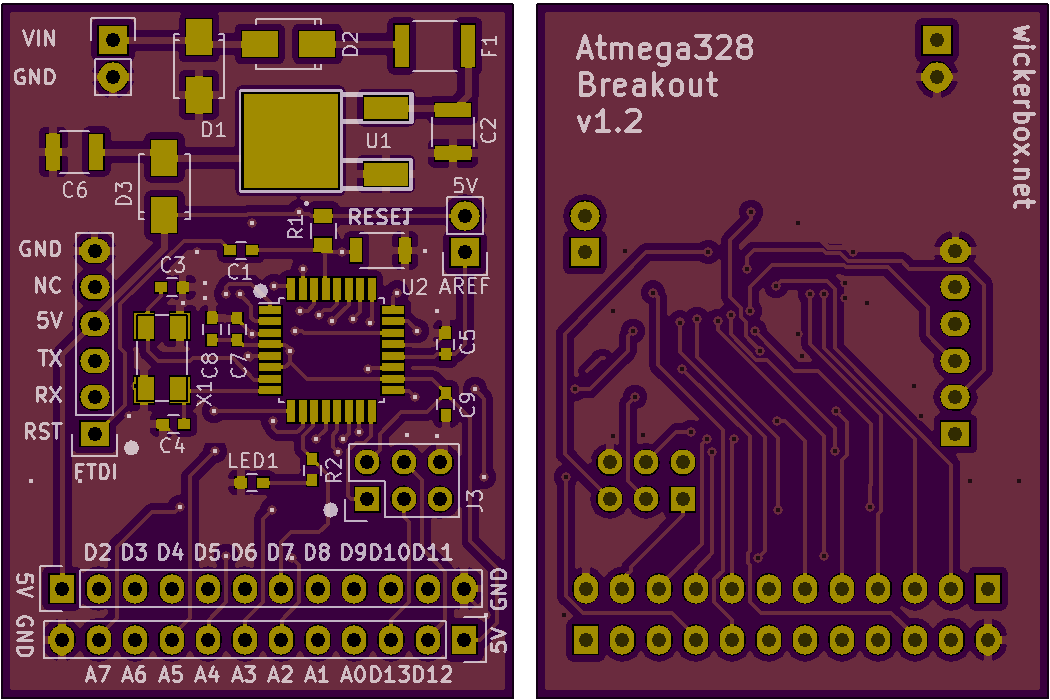 VIN
GND
D1
D2
F1
U1
C2
C6
D3
5V
R1
RESET
GND
NC
5V
TX
RX
RST
FTDI
C3
C1
U2
AREF
C8
C7
C5
X1
C9
C4
LED1
R2
J3
D2 D3 D4 D5 D6 D7 D8 D9 D10 D11
5V
GND
GND
5V
A7 A6 A5 A4 A3 A2 A1 A0 D13 D12
Atmega328
Breakout
v1.2
wickerbox.net